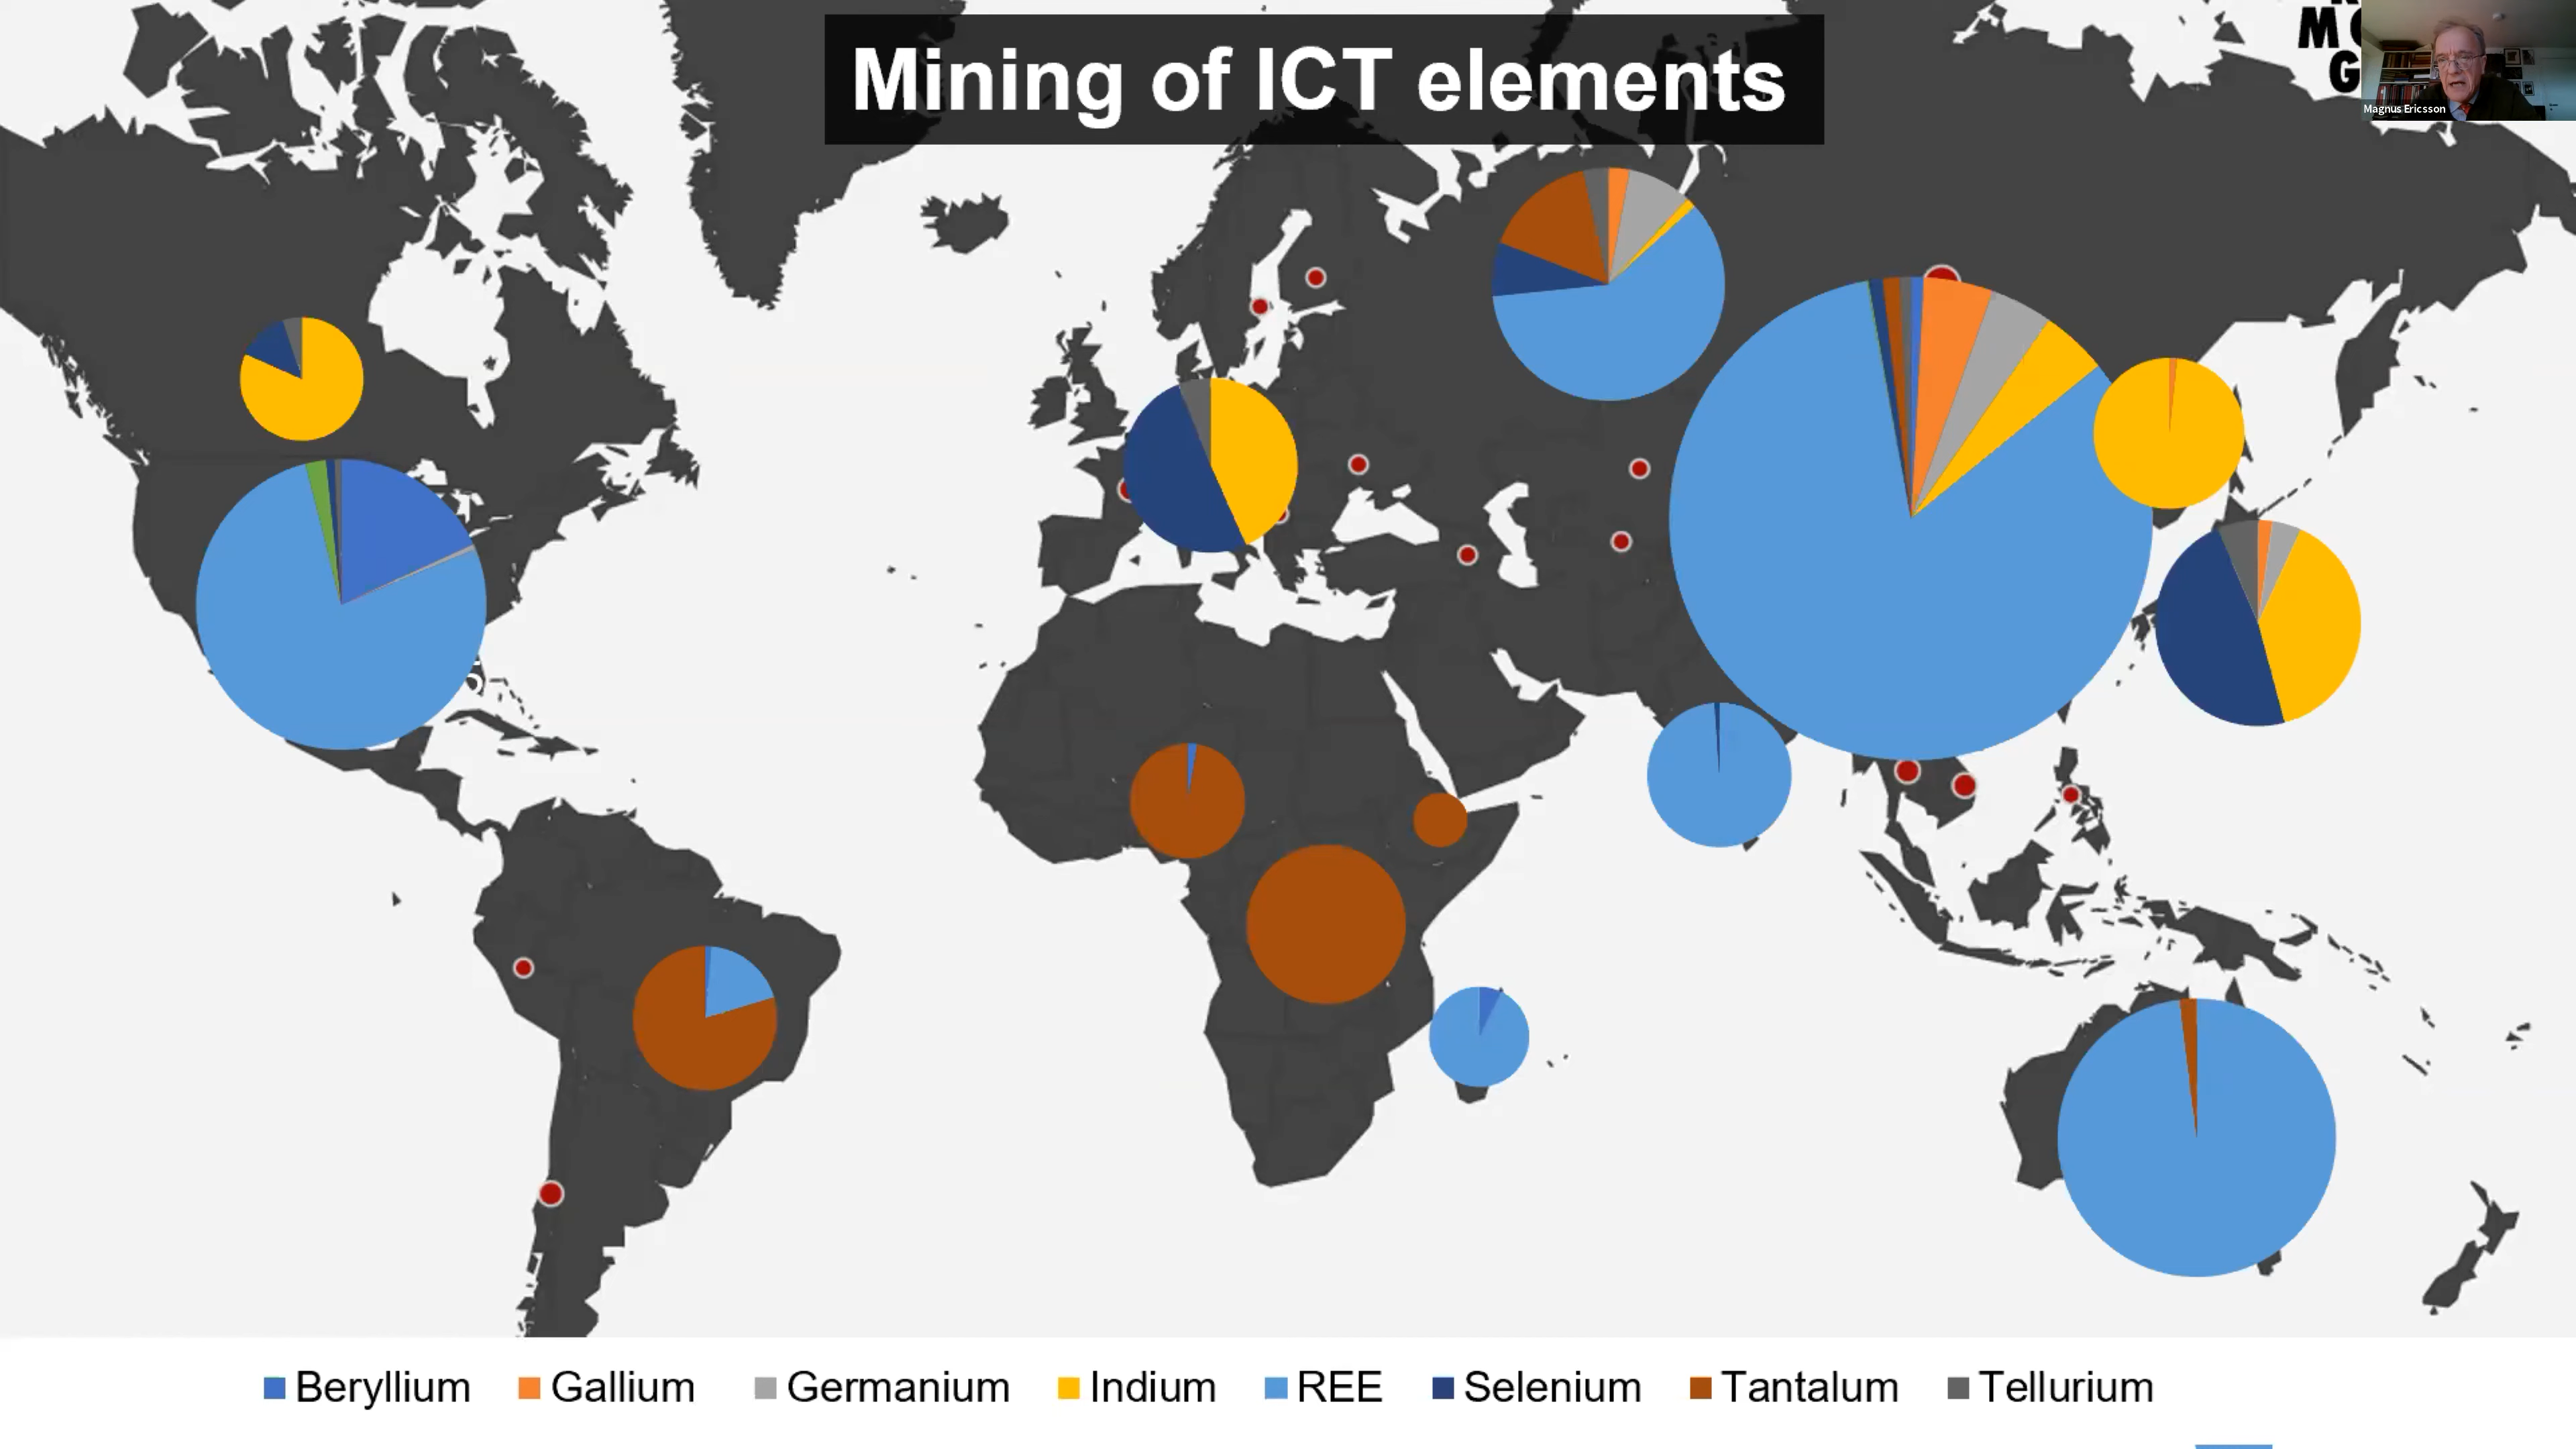 Mining of ICT elements
M
G
Magnus Ericsson
Beryllium Gallium Germanium Indium REE Selenium Tantalum Tellurium